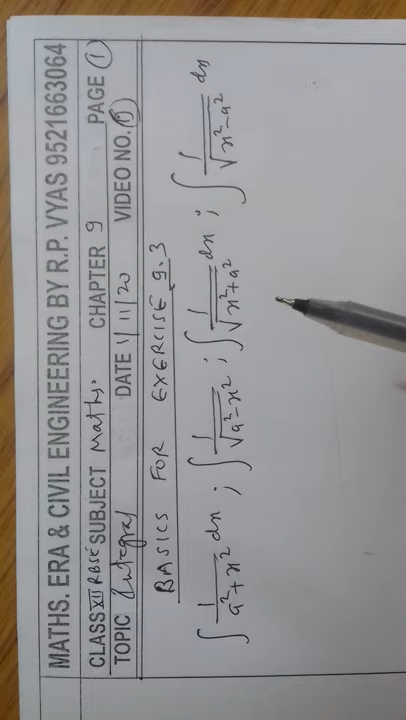 MATHS. ERA & CIVIL ENGINEERING BY R.P. VYAS 9521663064
CLASS XII RBSE SUBJECT Maths. CHAPTER 9 PAGE 1
TOPIC Integral DATE 1/11/20 VIDEO NO.
BASICS FOR EXERCISE 9.3
∫ 1/(a²+x²) dx ; ∫ 1/√(a²-x²) ; ∫ 1/√(x²+a²) dx ; ∫ 1/√(x²-a²) dx